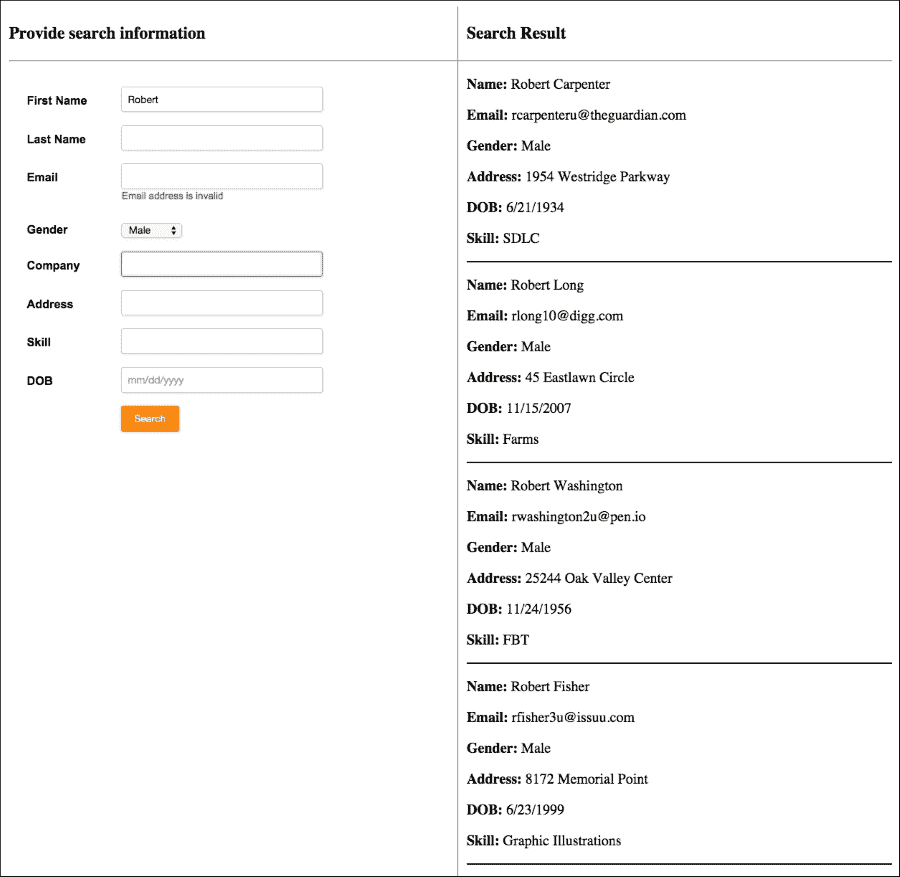 Provide search information
First Name
Robert
Last Name
Email
Email address is invalid
Gender
Male
Company
Address
Skill
DOB
mm/dd/yyyy
Search
Search Result
Name: Robert Carpenter
Email: rcarpenteru@theguardian.com
Gender: Male
Address: 1954 Westridge Parkway
DOB: 6/21/1934
Skill: SDLC
Name: Robert Long
Email: rlong10@digg.com
Gender: Male
Address: 45 Eastlawn Circle
DOB: 11/15/2007
Skill: Farms
Name: Robert Washington
Email: rwashington2u@pen.io
Gender: Male
Address: 25244 Oak Valley Center
DOB: 11/24/1956
Skill: FBT
Name: Robert Fisher
Email: rfisher3u@issuu.com
Gender: Male
Address: 8172 Memorial Point
DOB: 6/23/1999
Skill: Graphic Illustrations